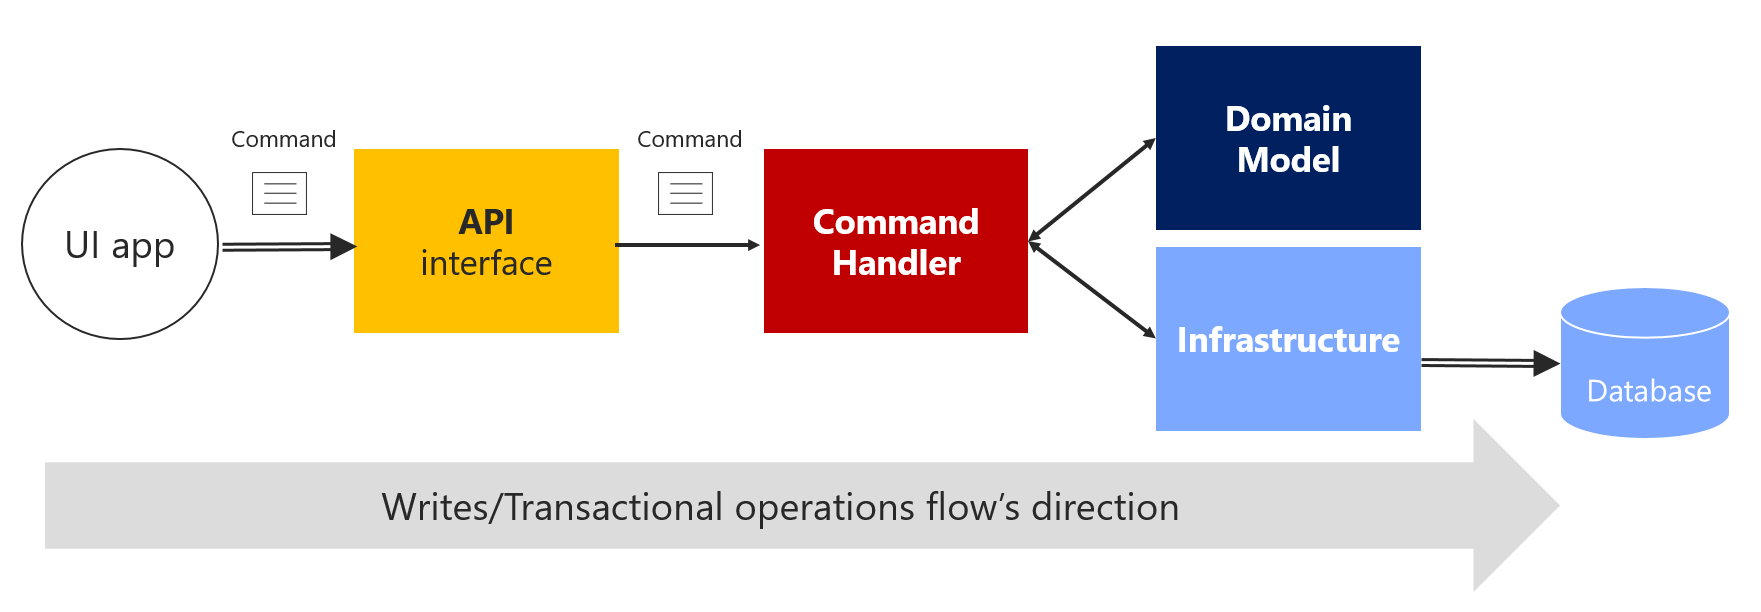 UI app
Command
API
interface
Command
Command
Handler
Domain
Model
Infrastructure
Database
Writes/Transactional operations flow’s direction